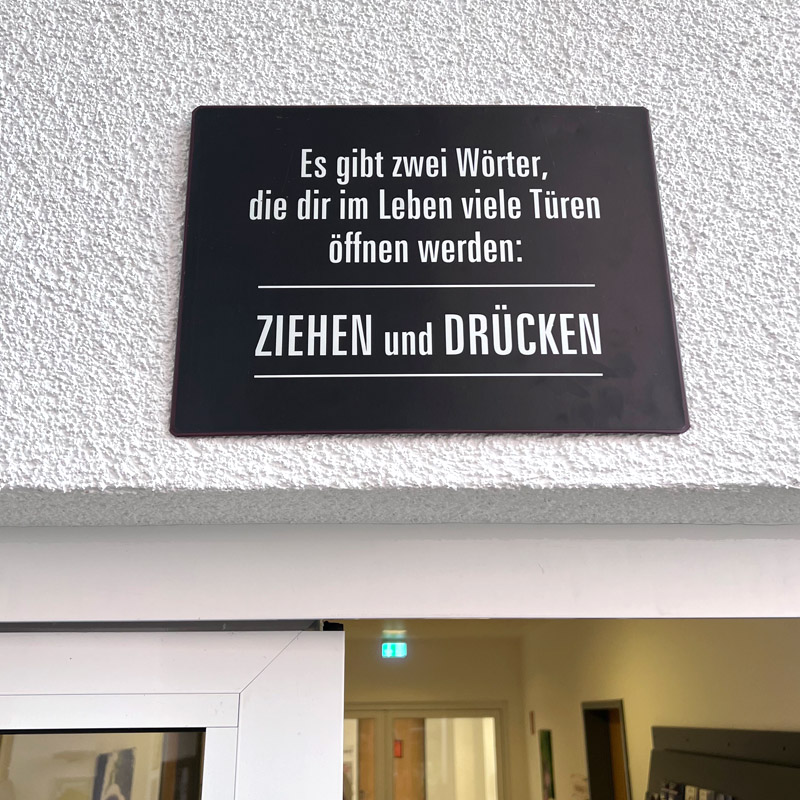 Es gibt zwei Wörter,
die dir im Leben viele Türen
öffnen werden:
ZIEHEN und DRÜCKEN